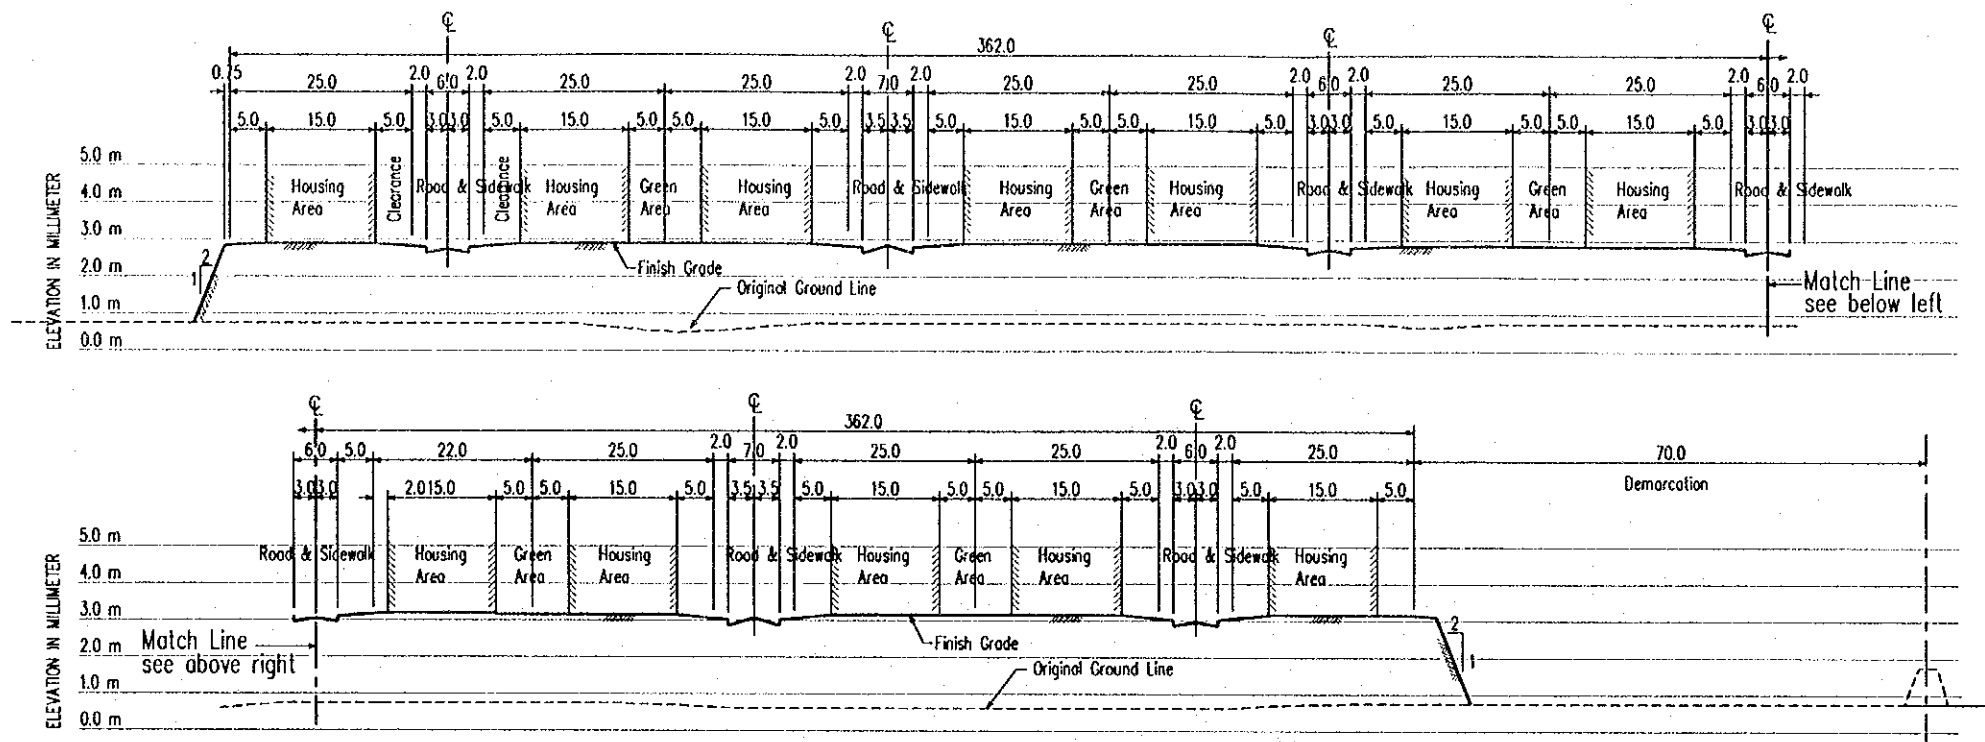 ℄ ℄ ℄ ℄
362.0
0.75 25.0 2.0 6.0 2.0 25.0 25.0 2.0 7.0 2.0 25.0 25.0 2.0 6.0 2.0 25.0 25.0 2.0 6.0 2.0
5.0 15.0 5.0 3.0 3.0 5.0 15.0 5.0 5.0 15.0 5.0 3.5 3.5 5.0 15.0 5.0 5.0 15.0 5.0 3.0 3.0 5.0 15.0 5.0 5.0 15.0 5.0 3.0 3.0
ELEVATION IN MILLIMETER
5.0 m
4.0 m
3.0 m
2.0 m
1.0 m
0.0 m
Housing
Area
Clearance
Road & Sidewalk
Clearance
Housing
Area
Green
Area
Housing
Area
Road & Sidewalk
Housing
Area
Green
Area
Housing
Area
Road & Sidewalk
Housing
Area
Green
Area
Housing
Area
Road & Sidewalk
2
1
Finish Grade
Original Ground Line
Match Line
see below left
℄ ℄ ℄
362.0
6.0 5.0 22.0 25.0 2.0 7.0 2.0 25.0 25.0 2.0 6.0 2.0 25.0 70.0
Demarcation
3.0 3.0 2.0 15.0 5.0 5.0 15.0 5.0 3.5 3.5 5.0 15.0 5.0 5.0 15.0 5.0 3.0 3.0 5.0 15.0 5.0
ELEVATION IN MILLIMETER
5.0 m
4.0 m
3.0 m
2.0 m
1.0 m
0.0 m
Road & Sidewalk
Housing
Area
Green
Area
Housing
Area
Road & Sidewalk
Housing
Area
Green
Area
Housing
Area
Road & Sidewalk
Housing
Area
Match Line
see above right
Finish Grade
Original Ground Line
2
1